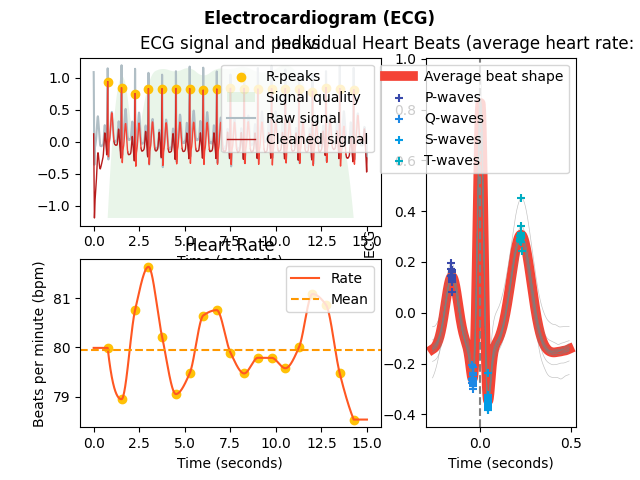 Electrocardiogram (ECG)
ECG signal and peaks
Individual Heart Beats (average heart rate:
R-peaks
Signal quality
Raw signal
Cleaned signal
1.0
0.5
0.0
−0.5
−1.0
0.0 2.5 5.0 7.5 10.0 12.5 15.0
Time (seconds)
Heart Rate
Rate
Mean
Beats per minute (bpm)
81
80
79
0.0 2.5 5.0 7.5 10.0 12.5 15.0
Time (seconds)
Average beat shape
P-waves
Q-waves
S-waves
T-waves
ECG
1.0
0.8
0.6
0.4
0.2
0.0
−0.2
−0.4
0.0 0.5
Time (seconds)